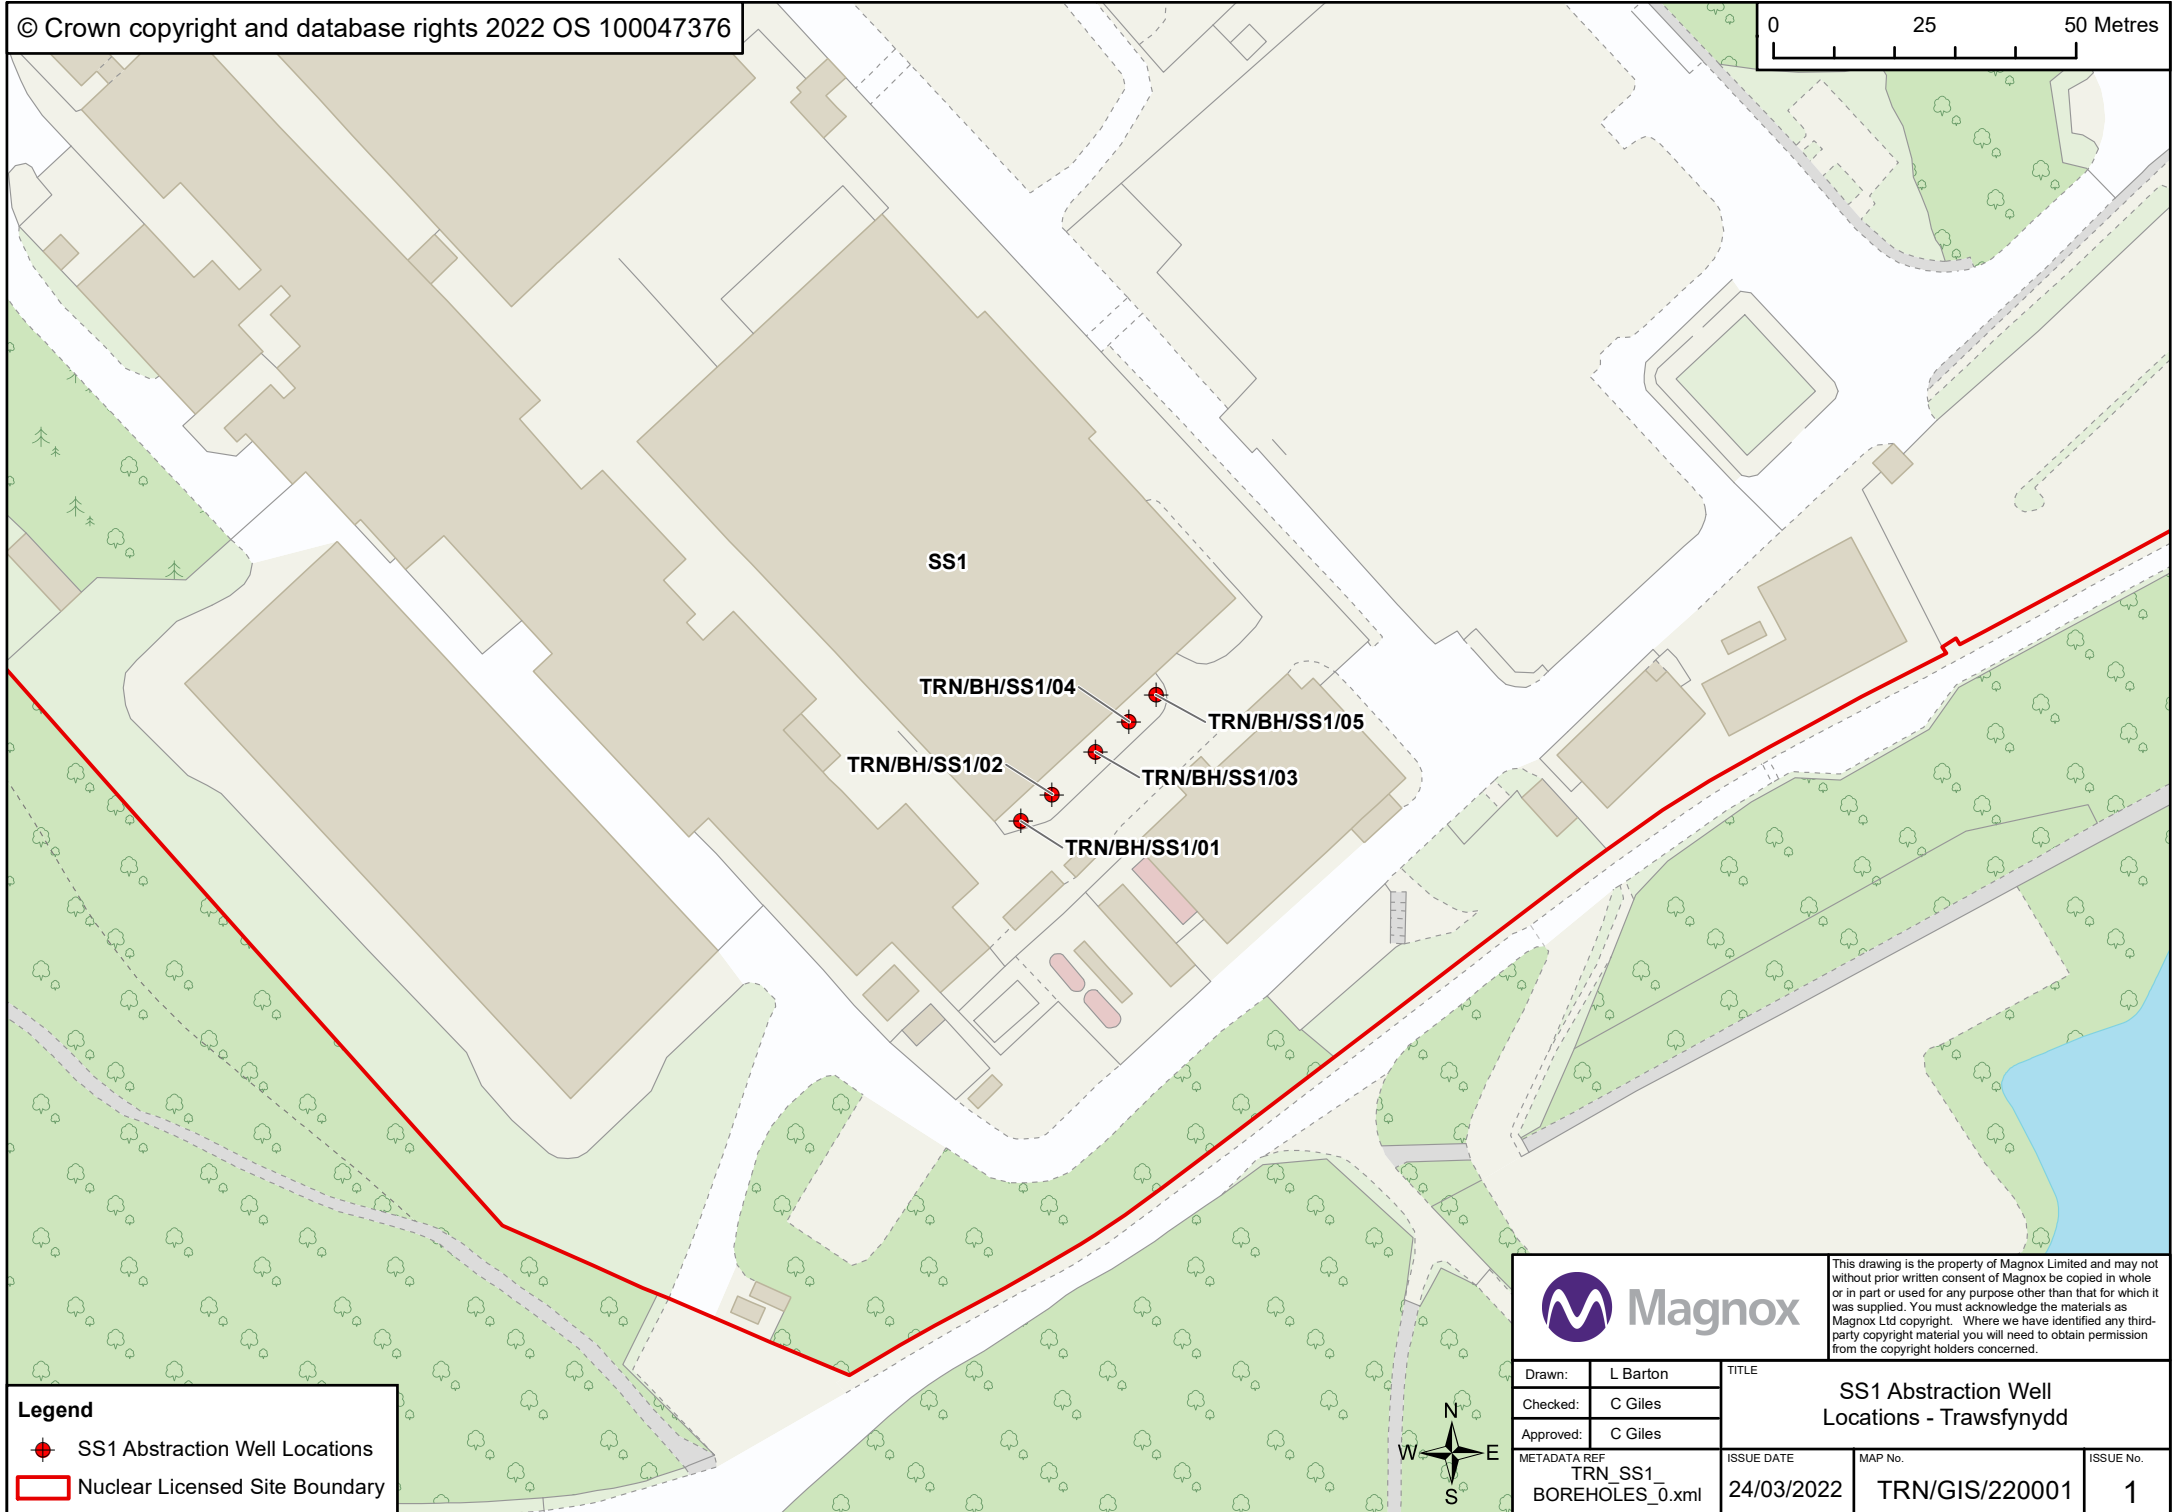 © Crown copyright and database rights 2022 OS 100047376
0 25 50 Metres
SS1
TRN/BH/SS1/04
TRN/BH/SS1/05
TRN/BH/SS1/02
TRN/BH/SS1/03
TRN/BH/SS1/01
Legend
SS1 Abstraction Well Locations
Nuclear Licensed Site Boundary
N
W E
S
Magnox
This drawing is the property of Magnox Limited and may not
without prior written consent of Magnox be copied in whole
or in part or used for any purpose other than that for which it
was supplied. You must acknowledge the materials as
Magnox Ltd copyright. Where we have identified any third-
party copyright material you will need to obtain permission
from the copyright holders concerned.
Drawn: L Barton
Checked: C Giles
Approved: C Giles
TITLE
SS1 Abstraction Well
Locations - Trawsfynydd
METADATA REF
TRN_SS1_
BOREHOLES_0.xml
ISSUE DATE
24/03/2022
MAP No.
TRN/GIS/220001
ISSUE No.
1